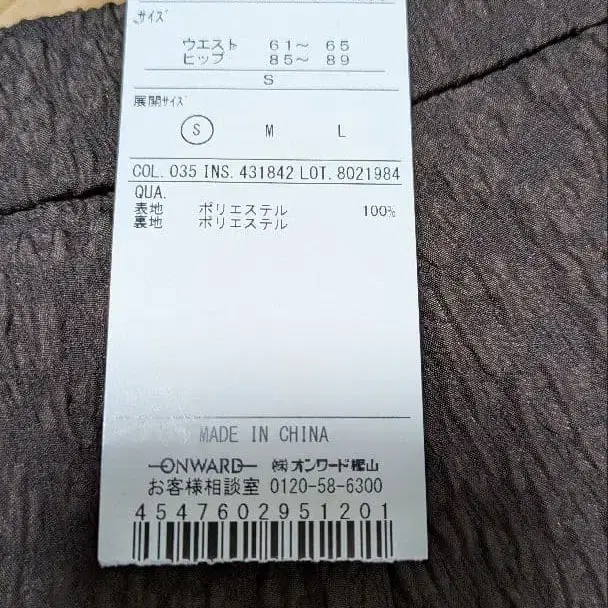 サイズ
ウエスト 61~ 65
ヒップ 85~ 89
S
展開サイズ
S M L
COL. 035 INS. 431842 LOT. 8021984
QUA.
表地 ポリエステル 100%
裏地 ポリエステル
MADE IN CHINA
ONWARD ㈱オンワード樫山
お客様相談室 0120-58-6300
4547602951201